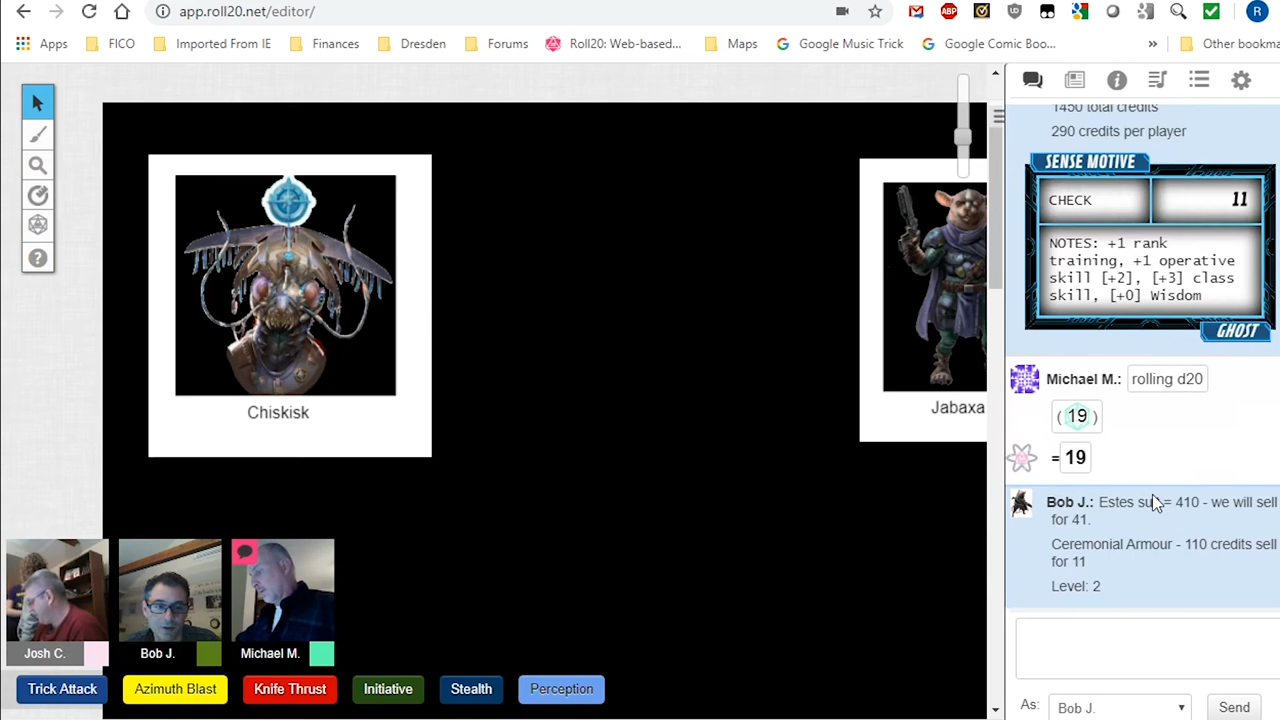 app.roll20.net/editor/
ABP
R
Apps FICO Imported From IE Finances Dresden Forums Roll20: Web-based... Maps Google Music Trick Google Comic Boo... » Other bookma
1450 total credits
290 credits per player
SENSE MOTIVE
CHECK 11
NOTES: +1 rank
training, +1 operative
skill [+2], [+3] class
skill, [+0] Wisdom
GHOST
Chiskisk
Jabaxa
Michael M.: rolling d20
(19)
=19
Bob J.: Estes = 410 - we will sell
for 41.
Ceremonial Armour - 110 credits sell
for 11
Level: 2
Josh C. Bob J. Michael M.
Trick Attack Azimuth Blast Knife Thrust Initiative Stealth Perception
As: Bob J. Send